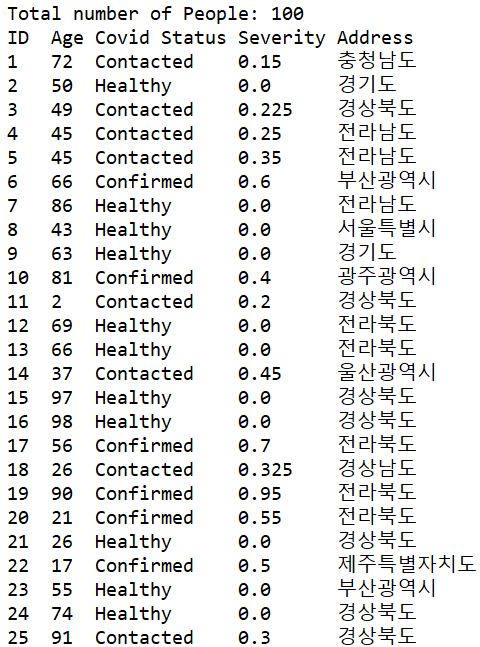 Total number of People: 100
ID Age Covid Status Severity Address
1 72 Contacted 0.15 충청남도
2 50 Healthy 0.0 경기도
3 49 Contacted 0.225 경상북도
4 45 Contacted 0.25 전라남도
5 45 Contacted 0.35 전라남도
6 66 Confirmed 0.6 부산광역시
7 86 Healthy 0.0 전라남도
8 43 Healthy 0.0 서울특별시
9 63 Healthy 0.0 경기도
10 81 Confirmed 0.4 광주광역시
11 2 Contacted 0.2 경상북도
12 69 Healthy 0.0 전라북도
13 66 Healthy 0.0 전라북도
14 37 Contacted 0.45 울산광역시
15 97 Healthy 0.0 경상북도
16 98 Healthy 0.0 경상북도
17 56 Confirmed 0.7 전라북도
18 26 Contacted 0.325 경상남도
19 90 Confirmed 0.95 전라북도
20 21 Confirmed 0.55 전라북도
21 26 Healthy 0.0 경상북도
22 17 Confirmed 0.5 제주특별자치도
23 55 Healthy 0.0 부산광역시
24 74 Healthy 0.0 경상북도
25 91 Contacted 0.3 경상북도